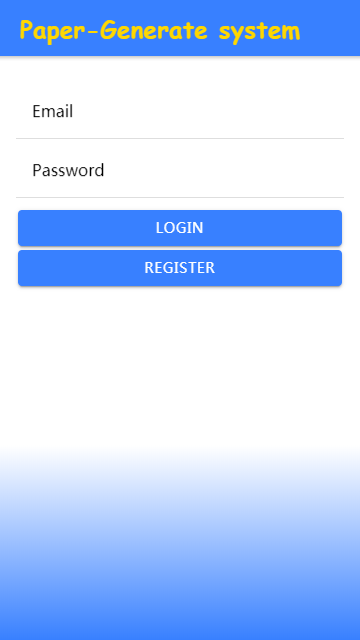 Paper-Generate system
Email
Password
LOGIN
REGISTER